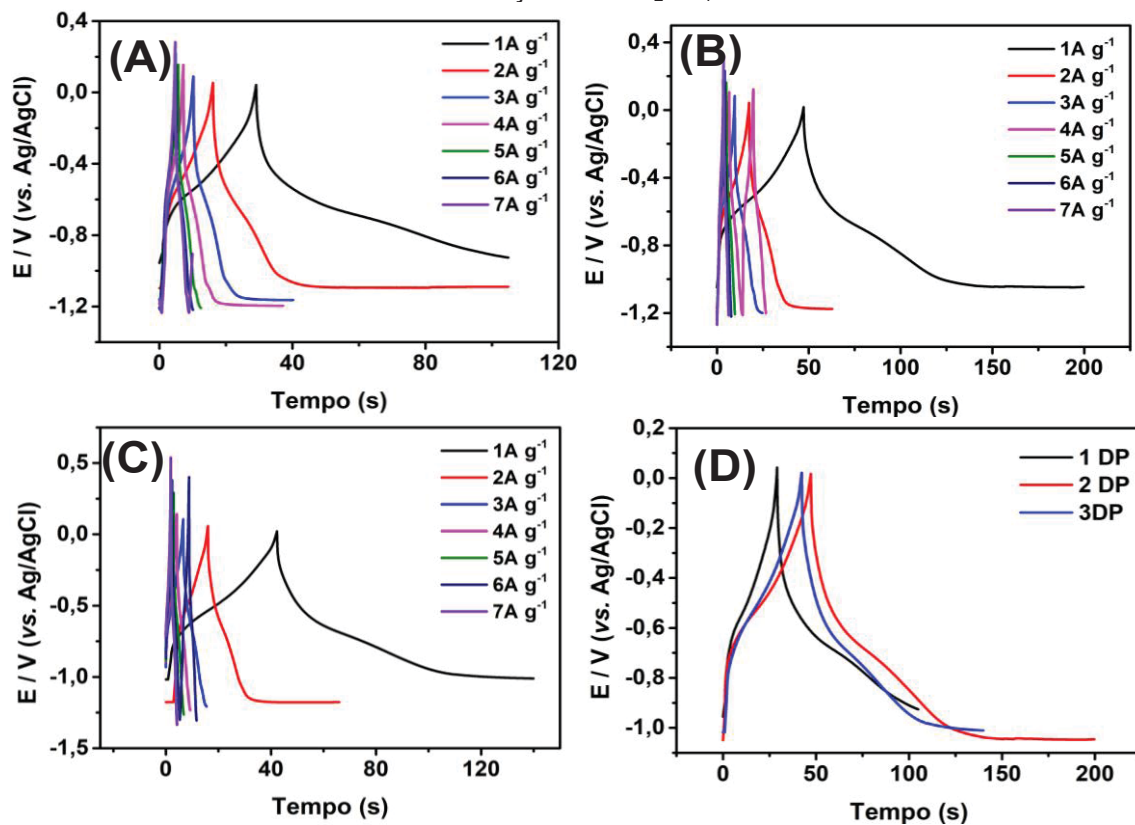 (A)
0,4
0,0
-0,4
-0,8
-1,2
E / V (vs. Ag/AgCl)
1A g⁻¹
2A g⁻¹
3A g⁻¹
4A g⁻¹
5A g⁻¹
6A g⁻¹
7A g⁻¹
0 40 80 120
Tempo (s)
(B)
0,4
0,0
-0,4
-0,8
-1,2
E / V (vs. Ag/AgCl)
1A g⁻¹
2A g⁻¹
3A g⁻¹
4A g⁻¹
5A g⁻¹
6A g⁻¹
7A g⁻¹
0 50 100 150 200
Tempo (s)
(C)
0,5
0,0
-0,5
-1,0
-1,5
E / V (vs. Ag/AgCl)
1A g⁻¹
2A g⁻¹
3A g⁻¹
4A g⁻¹
5A g⁻¹
6A g⁻¹
7A g⁻¹
0 40 80 120
Tempo (s)
(D)
0,2
0,0
-0,2
-0,4
-0,6
-0,8
-1,0
E / V (vs. Ag/AgCl)
1 DP
2 DP
3DP
0 50 100 150 200
Tempo (s)